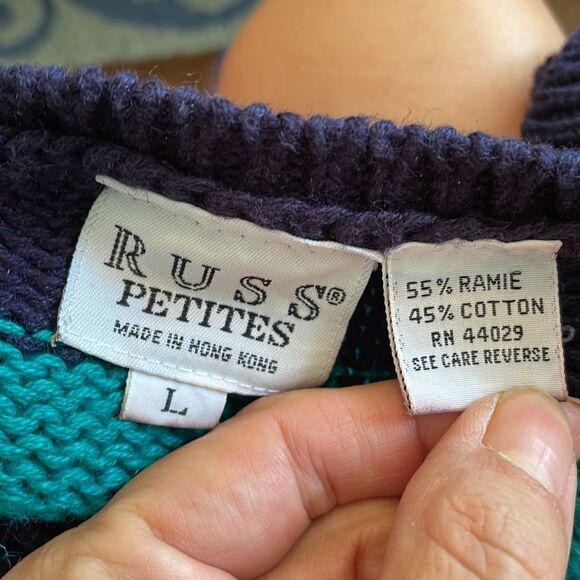 RUSS®
PETITES
MADE IN HONG KONG
L
55% RAMIE
45% COTTON
RN 44029
SEE CARE REVERSE